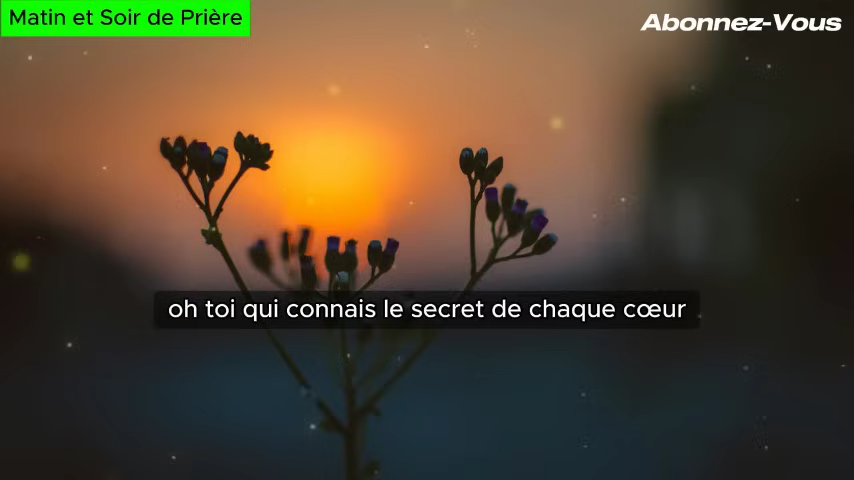 Matin et Soir de Prière
Abonnez-Vous
oh toi qui connais le secret de chaque cœur